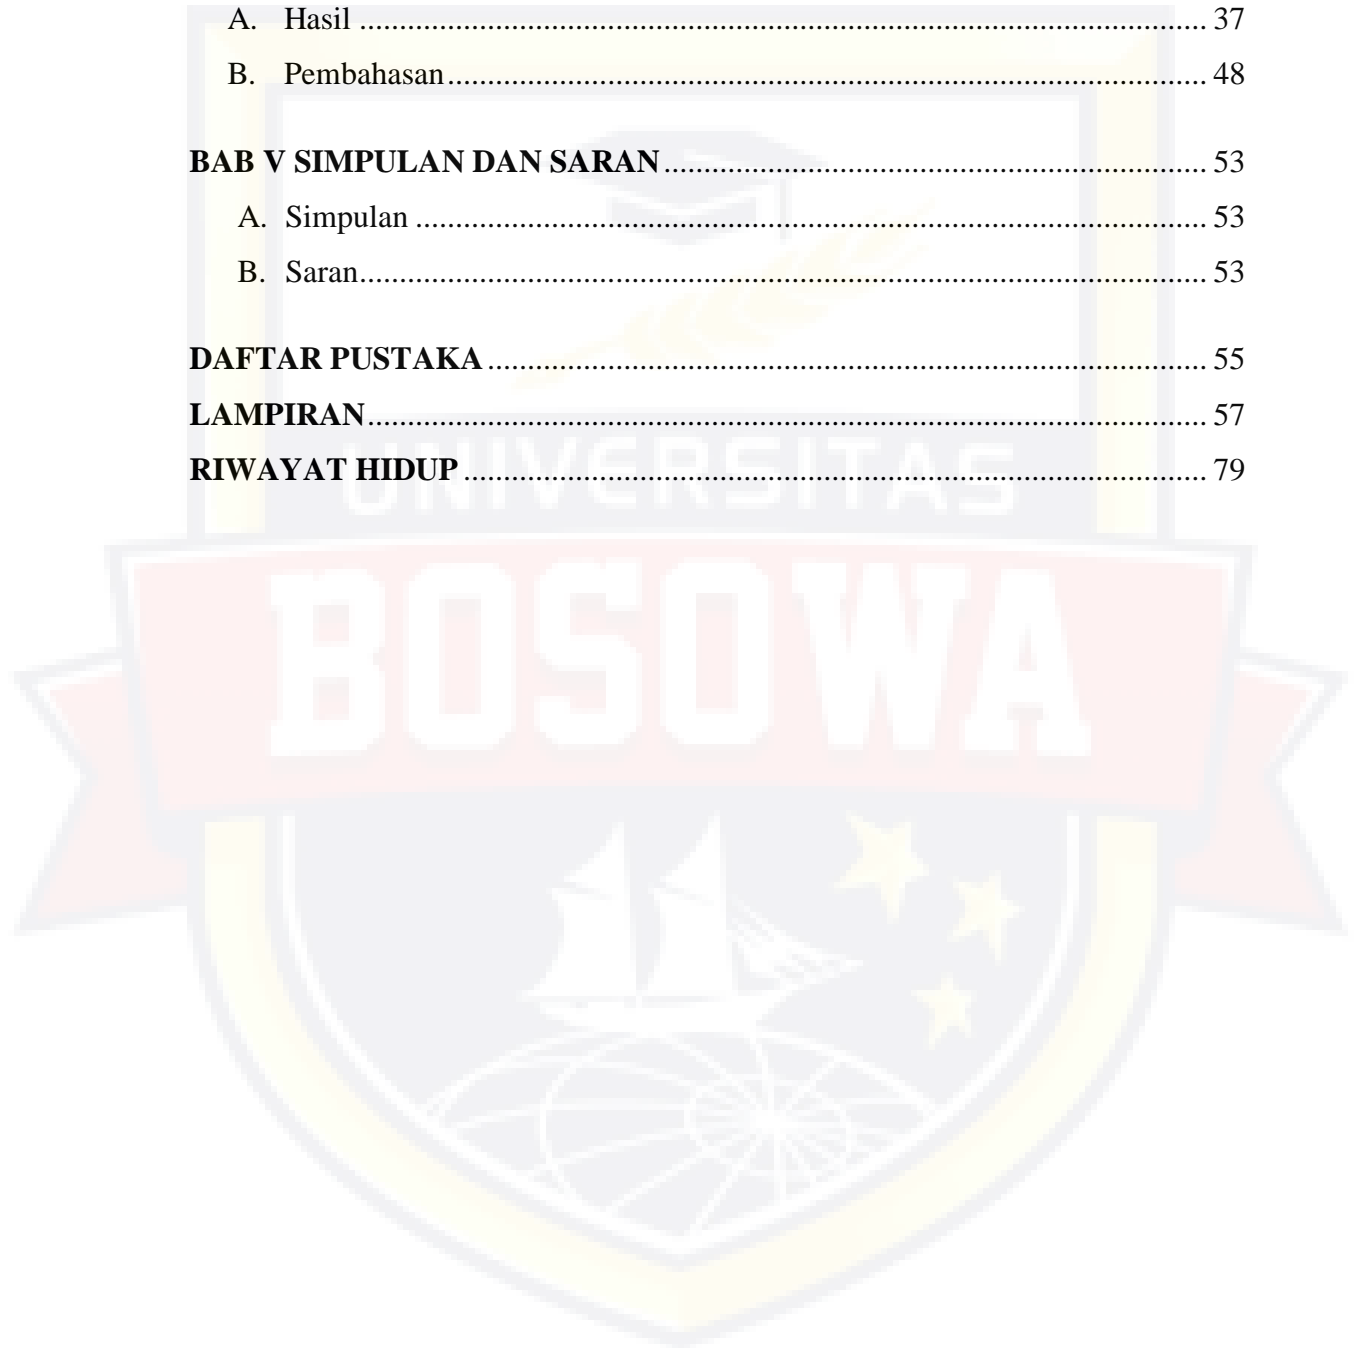 A. Hasil ........................................................................................................ 37
B. Pembahasan ............................................................................................. 48
BAB V SIMPULAN DAN SARAN ................................................................... 53
A. Simpulan ................................................................................................. 53
B. Saran ........................................................................................................ 53
DAFTAR PUSTAKA ......................................................................................... 55
LAMPIRAN ........................................................................................................ 57
RIWAYAT HIDUP ............................................................................................ 79
UNIVERSITAS
BOSOWA